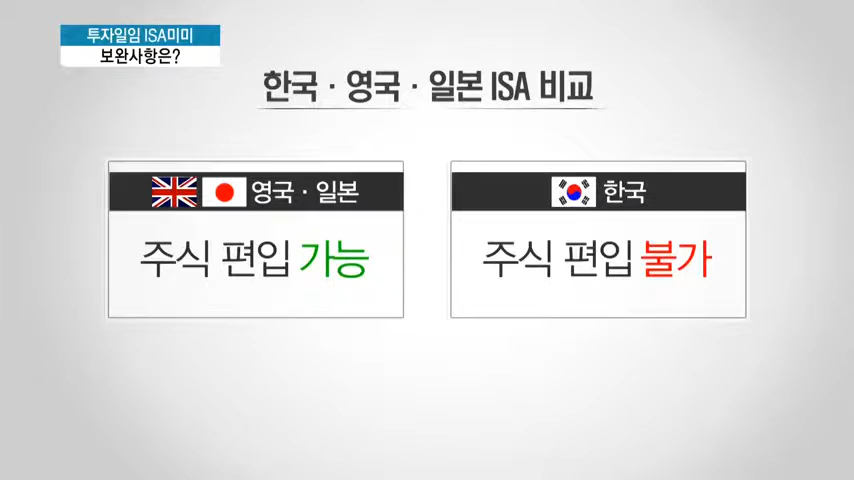 투자일임 ISA미미
보완사항은?
한국 · 영국 · 일본 ISA 비교
영국 · 일본
주식 편입 가능
한국
주식 편입 불가